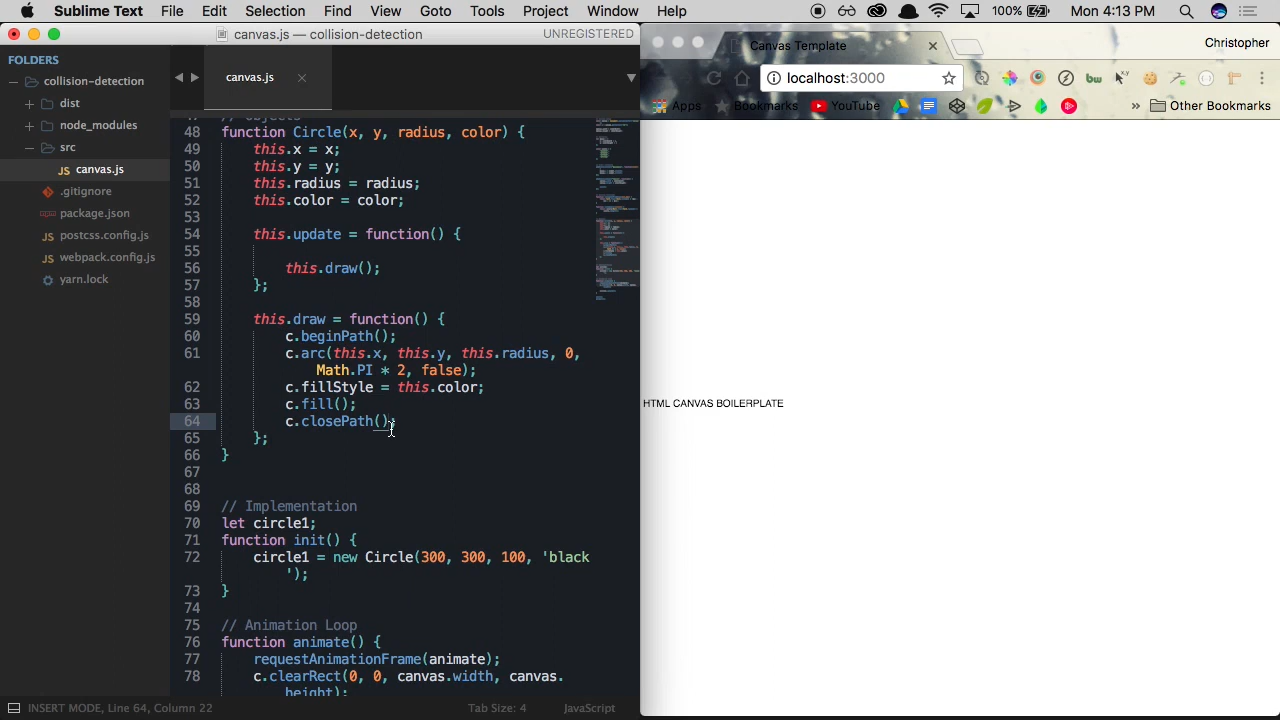 Sublime Text File Edit Selection Find View Goto Tools Project Window Help 100% Mon 4:13 PM
canvas.js — collision-detection UNREGISTERED
FOLDERS
collision-detection
dist
node_modules
src
JS canvas.js
.gitignore
package.json
JS postcss.config.js
JS webpack.config.js
yarn.lock
canvas.js
48 function Circle(x, y, radius, color) {
49 this.x = x;
50 this.y = y;
51 this.radius = radius;
52 this.color = color;
53
54 this.update = function() {
55
56 this.draw();
57 };
58
59 this.draw = function() {
60 c.beginPath();
61 c.arc(this.x, this.y, this.radius, 0,
Math.PI * 2, false);
62 c.fillStyle = this.color;
63 c.fill();
64 c.closePath();
65 };
66 }
67
68
69 // Implementation
70 let circle1;
71 function init() {
72 circle1 = new Circle(300, 300, 100, 'black
');
73 }
74
75 // Animation Loop
76 function animate() {
77 requestAnimationFrame(animate);
78 c.clearRect(0, 0, canvas.width, canvas.
height);
INSERT MODE, Line 64, Column 22 Tab Size: 4 JavaScript
Canvas Template Christopher
localhost:3000 bw x,y
Apps Bookmarks YouTube » Other Bookmarks
HTML CANVAS BOILERPLATE